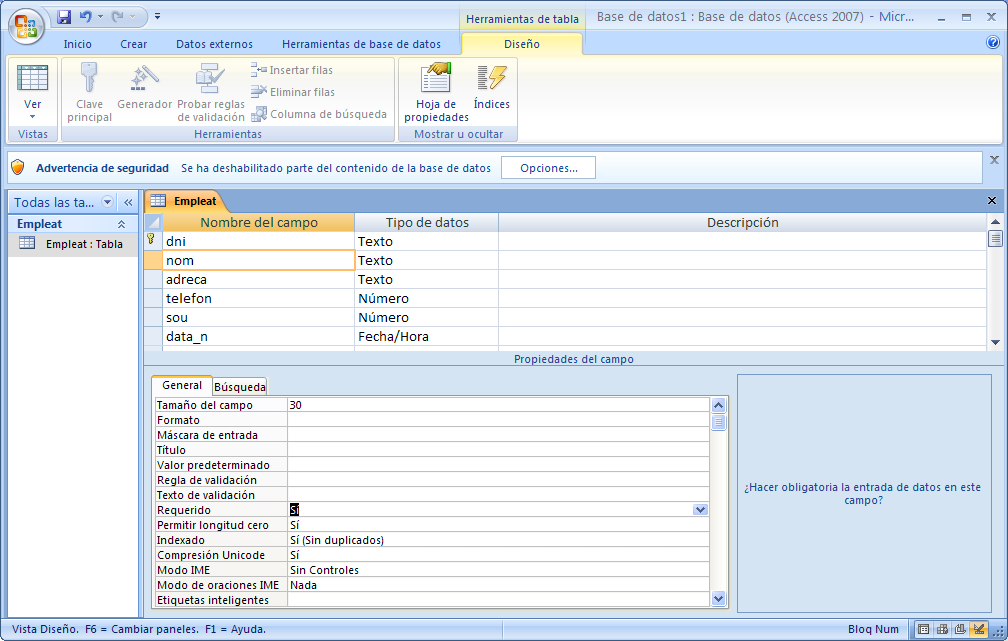 Herramientas de tabla
Base de datos1 : Base de datos (Access 2007) - Micr...
Inicio
Crear
Datos externos
Herramientas de base de datos
Diseño
Ver
Clave principal
Generador
Probar reglas de validación
Insertar filas
Eliminar filas
Columna de búsqueda
Hoja de propiedades
Índices
Vistas
Herramientas
Mostrar u ocultar
Advertencia de seguridad
Se ha deshabilitado parte del contenido de la base de datos
Opciones...
Todas las ta...
Empleat
Empleat : Tabla
Empleat
Nombre del campo
Tipo de datos
Descripción
dni Texto
nom Texto
adreca Texto
telefon Número
sou Número
data_n Fecha/Hora
Propiedades del campo
General Búsqueda
Tamaño del campo 30
Formato
Máscara de entrada
Título
Valor predeterminado
Regla de validación
Texto de validación
Requerido Sí
Permitir longitud cero Sí
Indexado Sí (Sin duplicados)
Compresión Unicode Sí
Modo IME Sin Controles
Modo de oraciones IME Nada
Etiquetas inteligentes
¿Hacer obligatoria la entrada de datos en este
campo?
Vista Diseño. F6 = Cambiar paneles. F1 = Ayuda.
Bloq Num